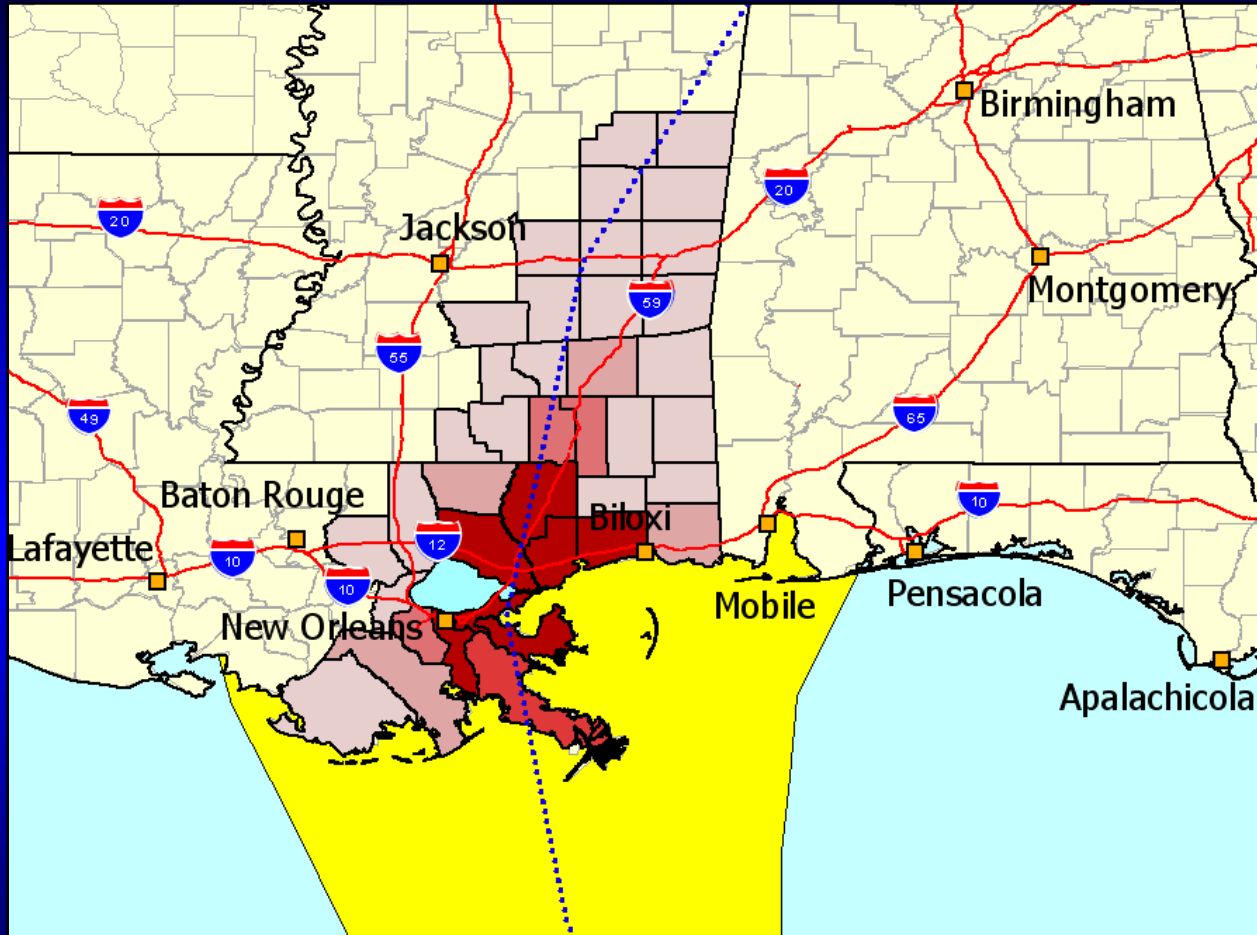 Birmingham
20
20
Jackson
Montgomery
59
55
49
65
Baton Rouge
10
Biloxi
12
Lafayette
10
10
Mobile
Pensacola
New Orleans
Apalachicola